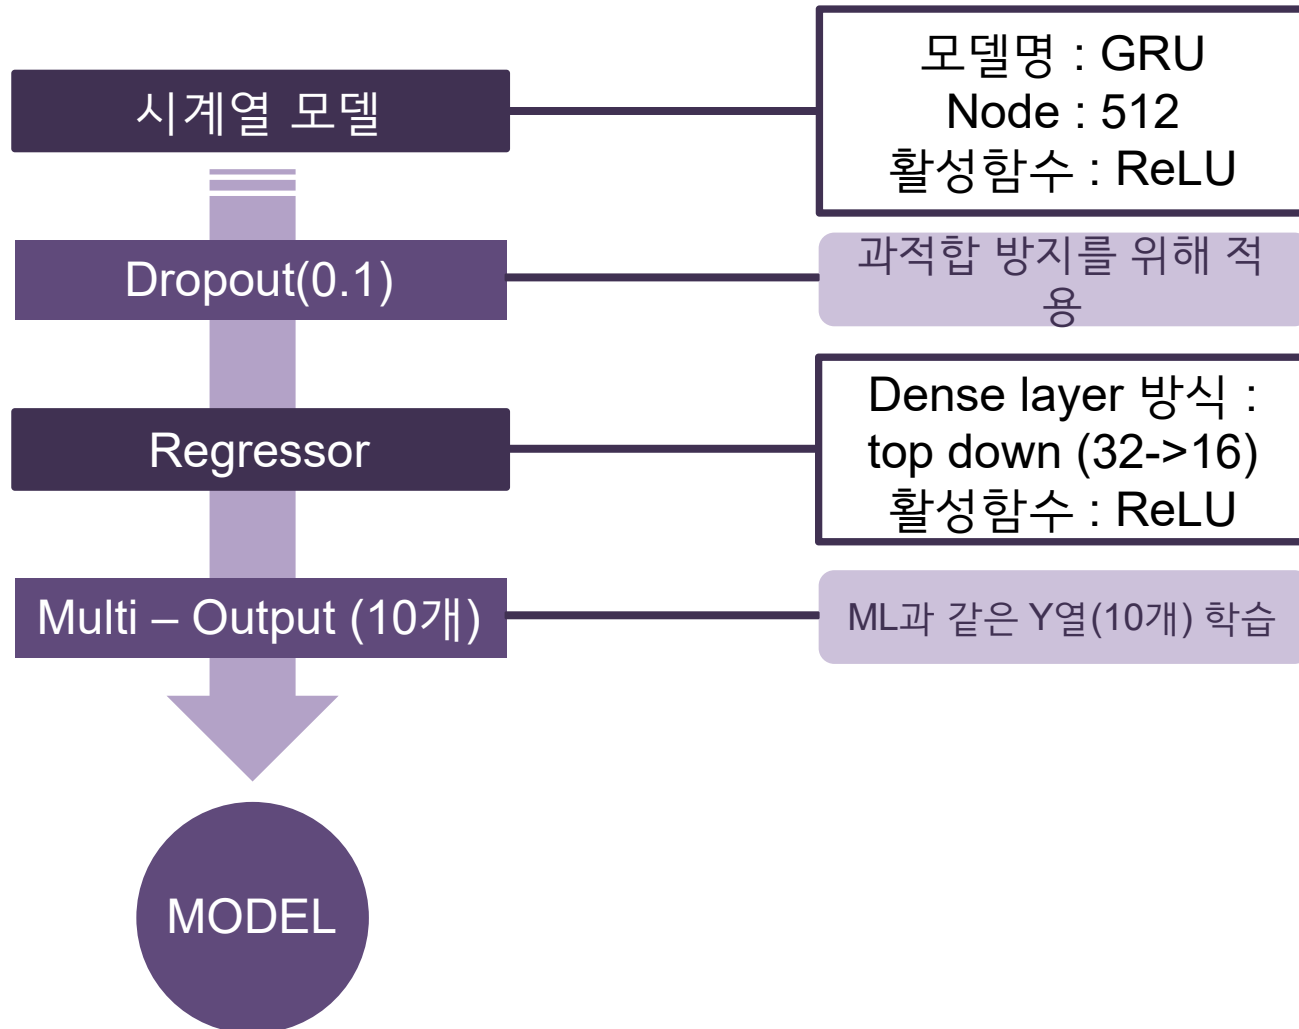 시계열 모델
모델명 : GRU
Node : 512
활성함수 : ReLU
Dropout(0.1)
과적합 방지를 위해 적
용
Regressor
Dense layer 방식 :
top down (32->16)
활성함수 : ReLU
Multi – Output (10개)
ML과 같은 Y열(10개) 학습
MODEL